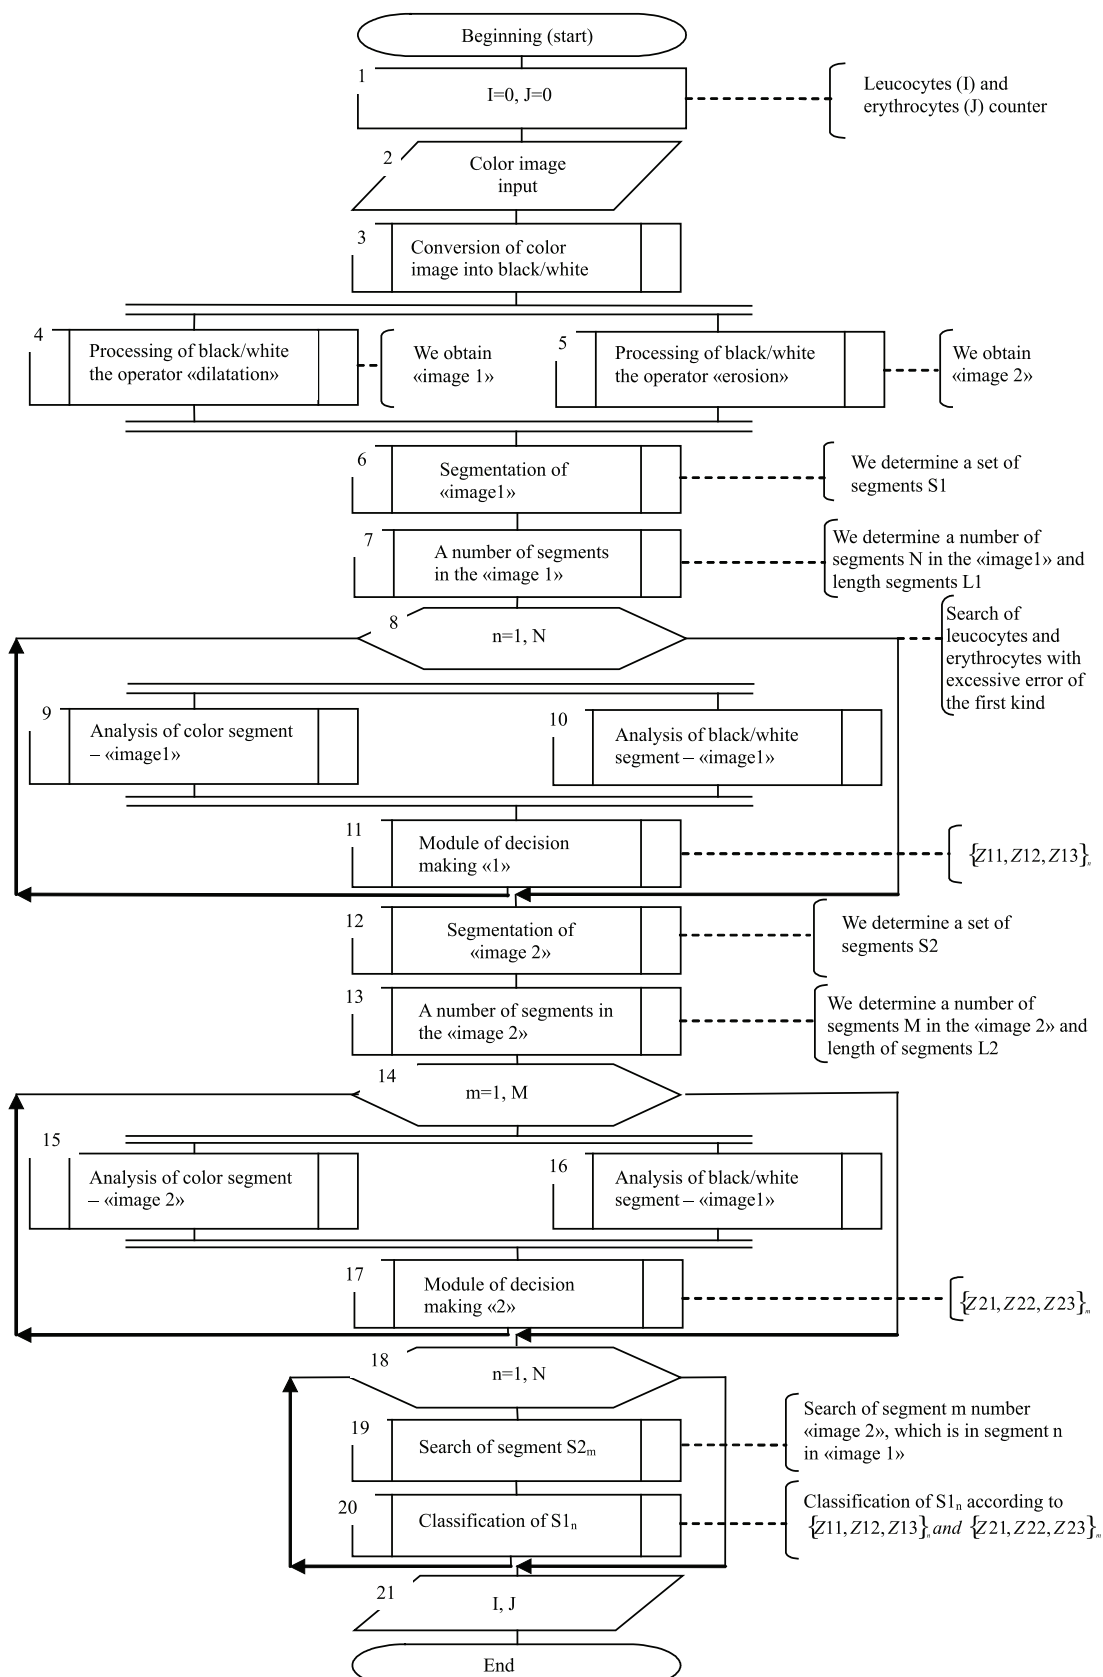 Beginning (start)
1
I=0, J=0
Leucocytes (I) and
erythrocytes (J) counter
2
Color image
input
3
Conversion of color
image into black/white
4
Processing of black/white
the operator «dilatation»
We obtain
«image 1»
5
Processing of black/white
the operator «erosion»
We obtain
«image 2»
6
Segmentation of
«image1»
We determine a set of
segments S1
7
A number of segments
in the «image 1»
We determine a number of
segments N in the «image1» and
length segments L1
8
n=1, N
Search of
leucocytes and
erythrocytes with
excessive error of
the first kind
9
Analysis of color segment
– «image1»
10
Analysis of black/white
segment – «image1»
11
Module of decision
making «1»
{Z11, Z12, Z13}n
12
Segmentation of
«image 2»
We determine a set of
segments S2
13
A number of segments in
the «image 2»
We determine a number of
segments M in the «image 2» and
length of segments L2
14
m=1, M
15
Analysis of color segment
– «image 2»
16
Analysis of black/white
segment – «image1»
17
Module of decision
making «2»
{Z21, Z22, Z23}m
18
n=1, N
19
Search of segment S2m
Search of segment m number
«image 2», which is in segment n
in «image 1»
20
Classification of S1n
Classification of S1n according to
{Z11, Z12, Z13}n and {Z21, Z22, Z23}m
21
I, J
End